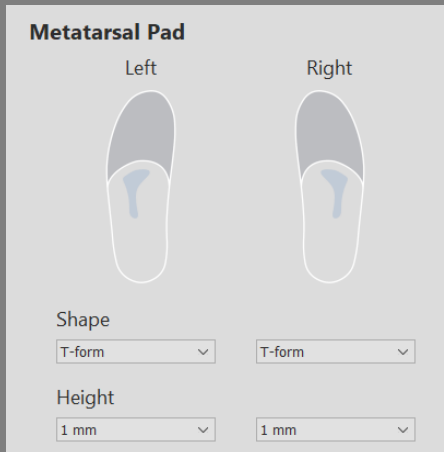 Metatarsal Pad
Left Right
Shape
T-form T-form
Height
1 mm 1 mm